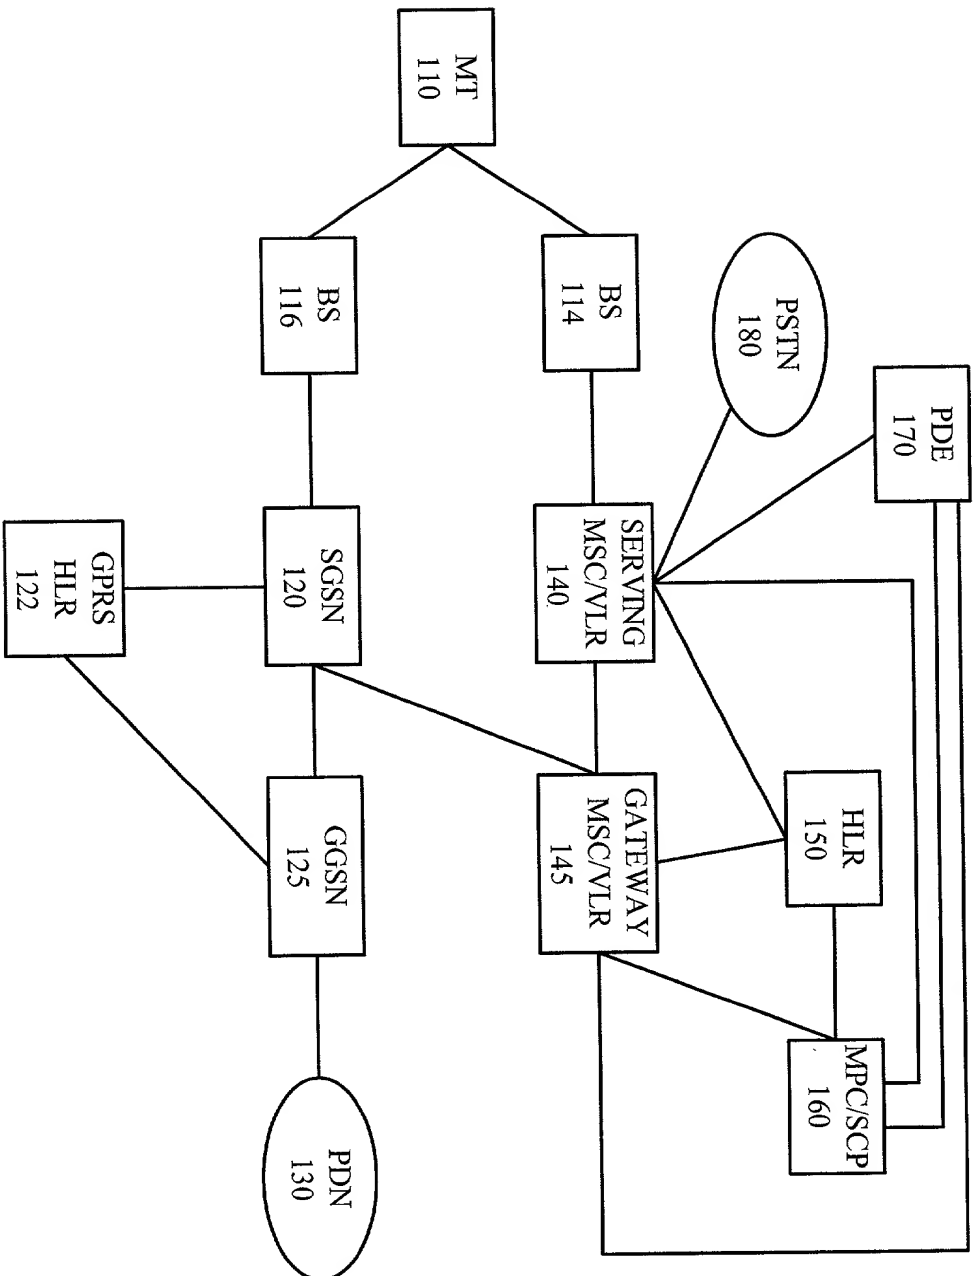 MT
110
BS
114
BS
116
PSTN
180
PDE
170
SERVING
MSC/VLR
140
SGSN
120
GPRS
HLR
122
HLR
150
GATEWAY
MSC/VLR
145
GGSN
125
MPC/SCP
160
PDN
130